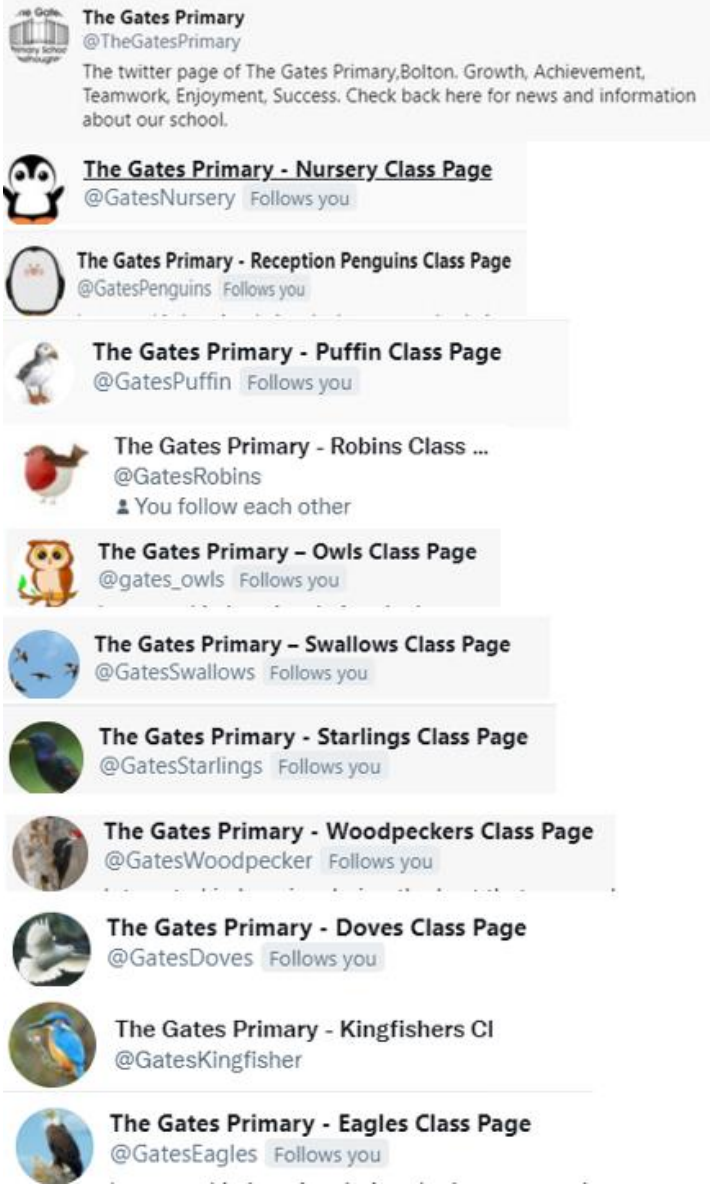 The Gates Primary
@TheGatesPrimary
The twitter page of The Gates Primary,Bolton. Growth, Achievement,
Teamwork, Enjoyment, Success. Check back here for news and information
about our school.
The Gates Primary - Nursery Class Page
@GatesNursery Follows you
The Gates Primary - Reception Penguins Class Page
@GatesPenguins Follows you
The Gates Primary - Puffin Class Page
@GatesPuffin Follows you
The Gates Primary - Robins Class ...
@GatesRobins
You follow each other
The Gates Primary – Owls Class Page
@gates_owls Follows you
The Gates Primary – Swallows Class Page
@GatesSwallows Follows you
The Gates Primary - Starlings Class Page
@GatesStarlings Follows you
The Gates Primary - Woodpeckers Class Page
@GatesWoodpecker Follows you
The Gates Primary - Doves Class Page
@GatesDoves Follows you
The Gates Primary - Kingfishers Cl
@GatesKingfisher
The Gates Primary - Eagles Class Page
@GatesEagles Follows you